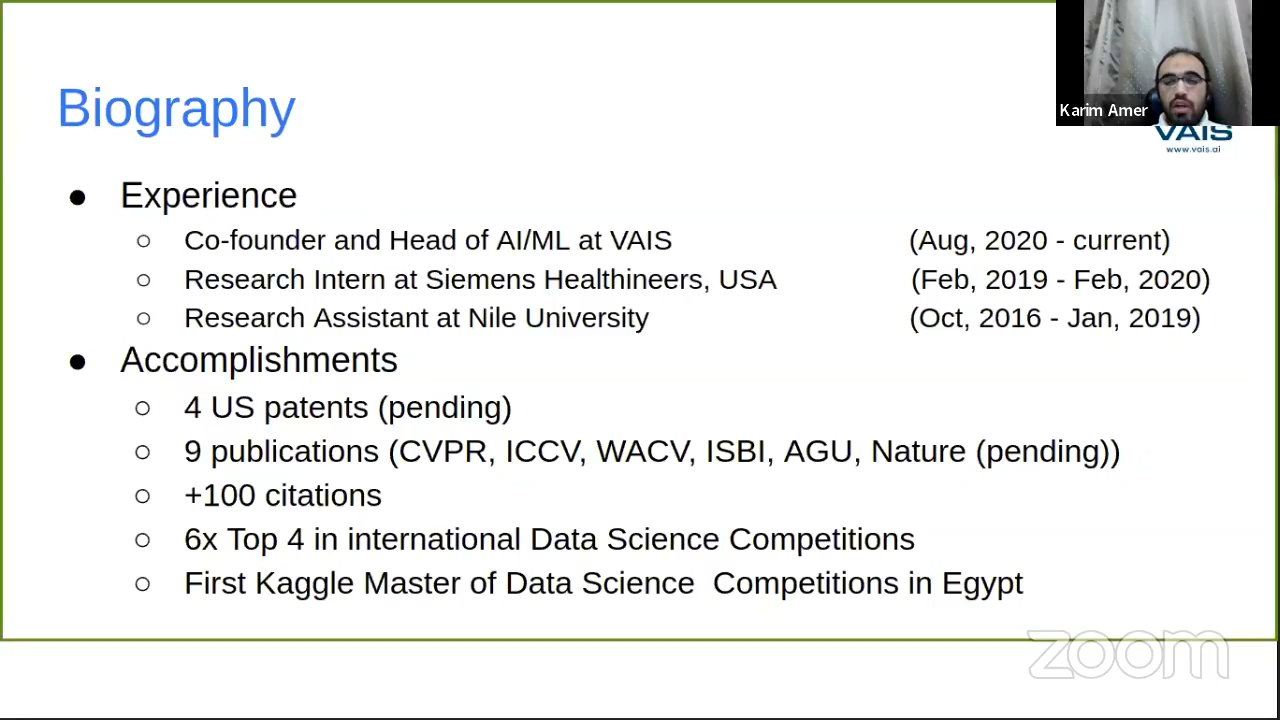 Biography
Karim Amer
VAIS
www.vais.ai
● Experience
○ Co-founder and Head of AI/ML at VAIS (Aug, 2020 - current)
○ Research Intern at Siemens Healthineers, USA (Feb, 2019 - Feb, 2020)
○ Research Assistant at Nile University (Oct, 2016 - Jan, 2019)
● Accomplishments
○ 4 US patents (pending)
○ 9 publications (CVPR, ICCV, WACV, ISBI, AGU, Nature (pending))
○ +100 citations
○ 6x Top 4 in international Data Science Competitions
○ First Kaggle Master of Data Science  Competitions in Egypt
zoom